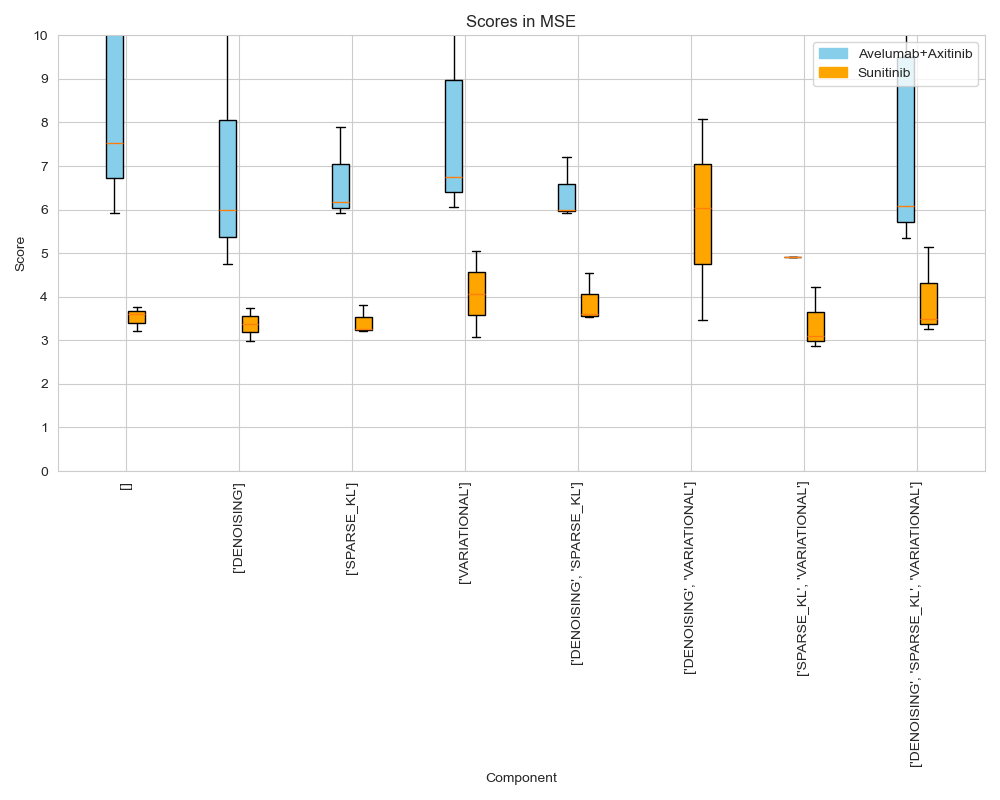 Scores in MSE
Avelumab+Axitinib
Sunitinib
Score
10
9
8
7
6
5
4
3
2
1
0
[]
['DENOISING']
['SPARSE_KL']
['VARIATIONAL']
['DENOISING', 'SPARSE_KL']
['DENOISING', 'VARIATIONAL']
['SPARSE_KL', 'VARIATIONAL']
['DENOISING', 'SPARSE_KL', 'VARIATIONAL']
Component